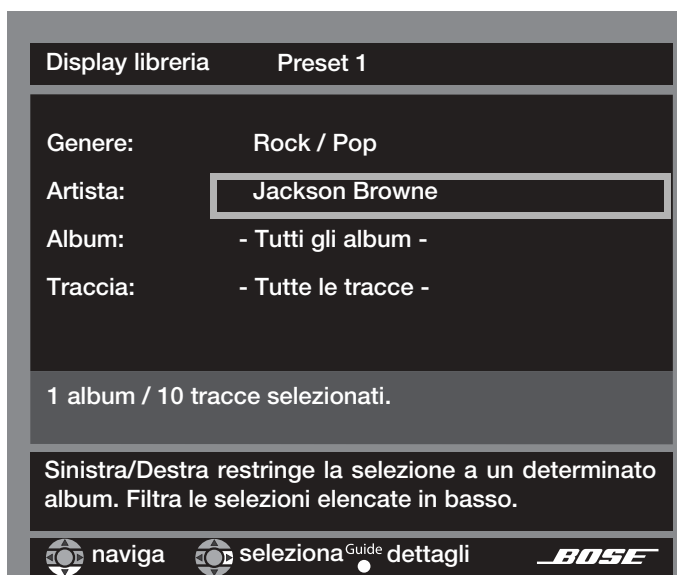 Display libreria Preset 1
Genere: Rock / Pop
Artista: Jackson Browne
Album: - Tutti gli album -
Traccia: - Tutte le tracce -
1 album / 10 tracce selezionati.
Sinistra/Destra restringe la selezione a un determinato
album. Filtra le selezioni elencate in basso.
naviga seleziona Guide dettagli BOSE